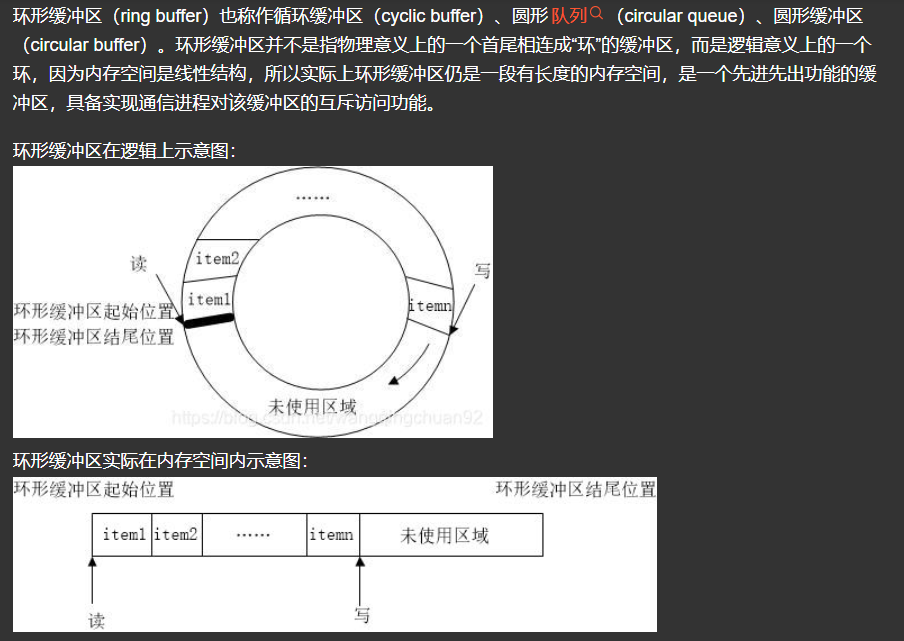 环形缓冲区（ring buffer）也称作循环缓冲区（cyclic buffer）、圆形队列（circular queue）、圆形缓冲区
（circular buffer）。环形缓冲区并不是指物理意义上的一个首尾相连成“环”的缓冲区，而是逻辑意义上的一个
环，因为内存空间是线性结构，所以实际上环形缓冲区仍是一段有长度的内存空间，是一个先进先出功能的缓
冲区，具备实现通信进程对该缓冲区的互斥访问功能。
环形缓冲区在逻辑上示意图：
……
item2
读
写
item1
itemn
环形缓冲区起始位置
环形缓冲区结尾位置
未使用区域
环形缓冲区实际在内存空间内示意图：
环形缓冲区起始位置 环形缓冲区结尾位置
item1 item2 …… itemn 未使用区域
读 写